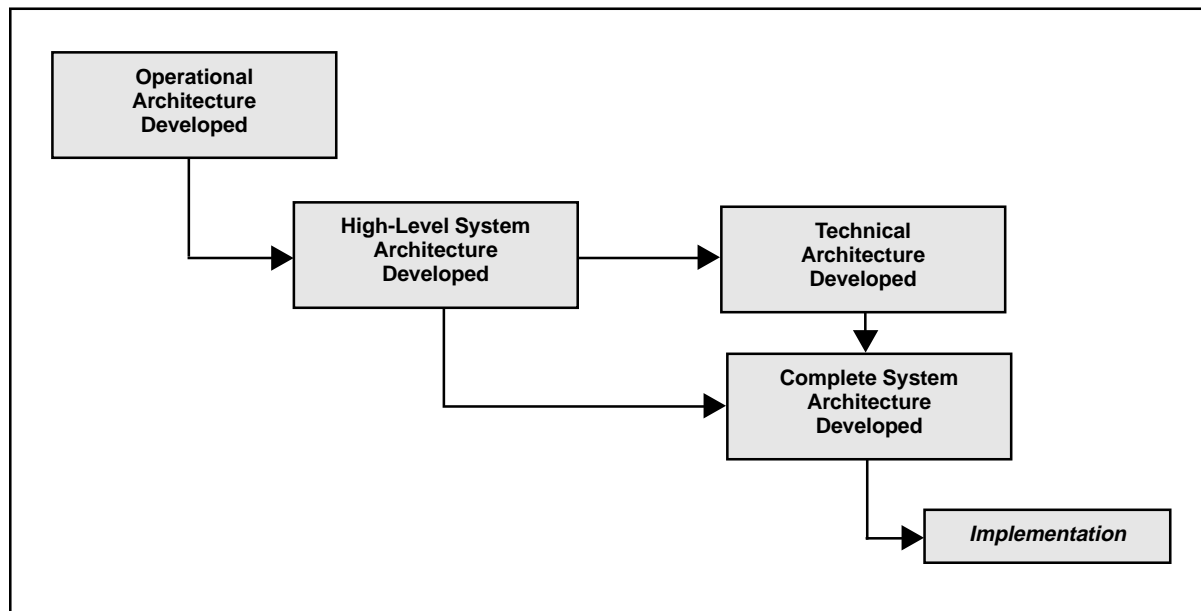 Operational
Architecture
Developed
High-Level System
Architecture
Developed
Technical
Architecture
Developed
Complete System
Architecture
Developed
Implementation